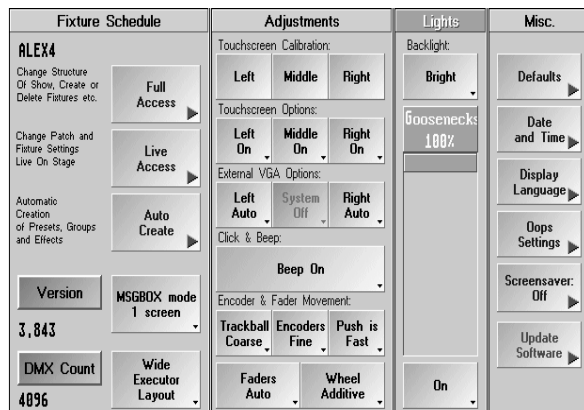 Fixture Schedule
ALEX4
Change Structure
Of Show, Create or
Delete Fixtures etc.
Full
Access
Change Patch and
Fixture Settings
Live On Stage
Live
Access
Automatic
Creation
of Presets, Groups
and Effects
Auto
Create
Version
3,843
MSGBOX mode
1 screen
DMX Count
4096
Wide
Executor
Layout
Adjustments
Touchscreen Calibration:
Left
Middle
Right
Touchscreen Options:
Left
On
Middle
On
Right
On
External VGA Options:
Left
Auto
System
Off
Right
Auto
Click & Beep:
Beep On
Encoder & Fader Movement:
Trackball
Coarse
Encoders
Fine
Push is
Fast
Faders
Auto
Wheel
Additive
Lights
Backlight:
Bright
Goosenecks
100%
On
Misc.
Defaults
Date
and Time
Display
Language
Oops
Settings
Screensaver:
Off
Update
Software